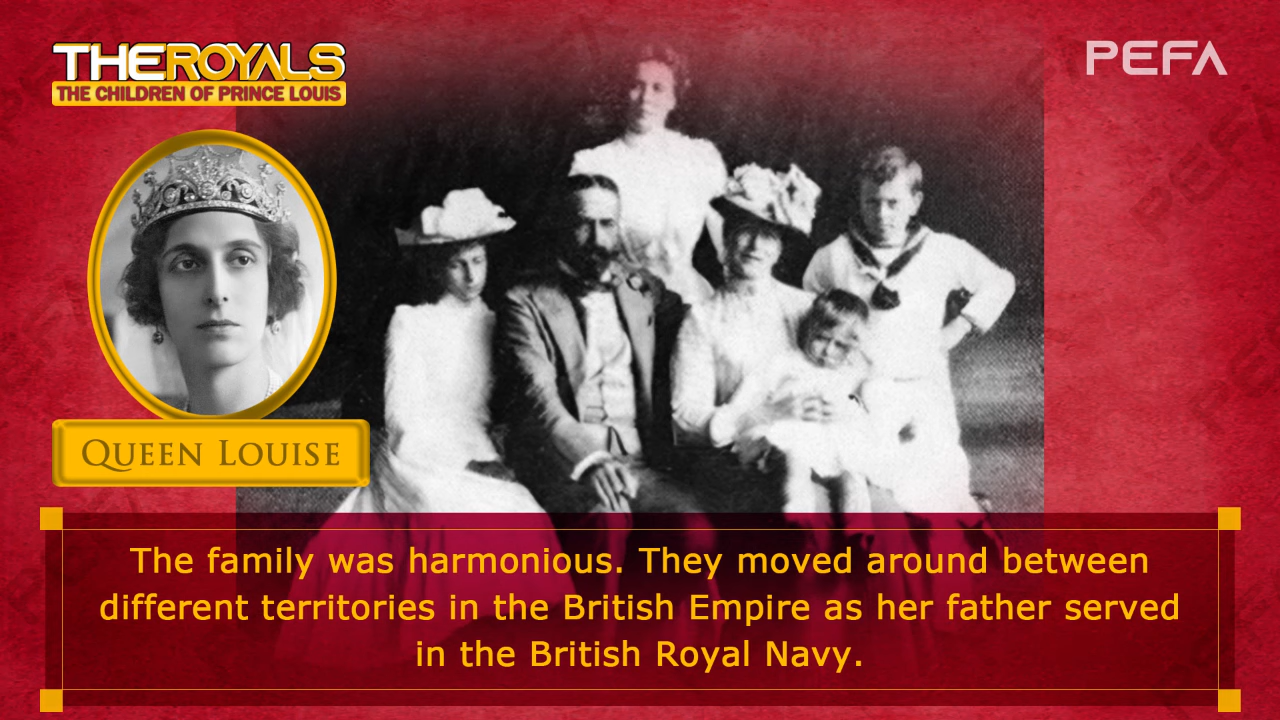 THEROYALS
THE CHILDREN OF PRINCE LOUIS
PEFA
QUEEN LOUISE
The family was harmonious. They moved around between
different territories in the British Empire as her father served
in the British Royal Navy.